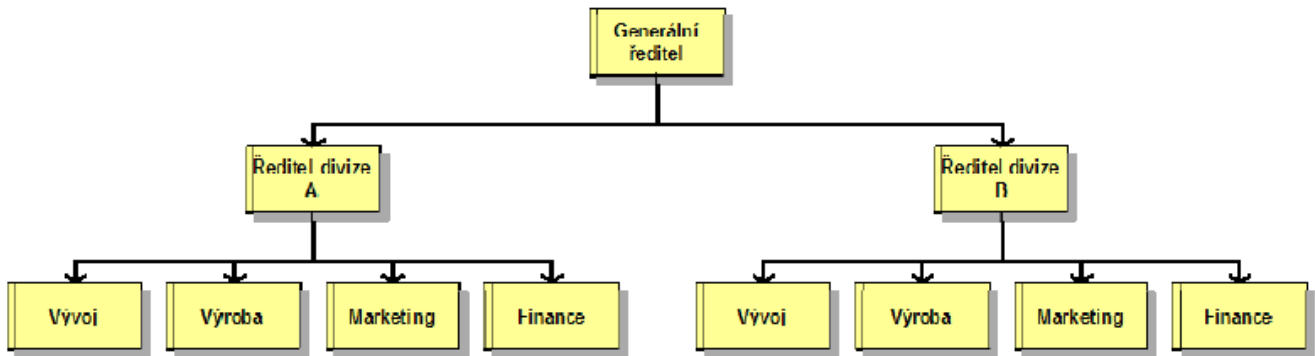 Generální
ředitel
Ředitel divize
A
Ředitel divize
B
Vývoj
Výroba
Marketing
Finance
Vývoj
Výroba
Marketing
Finance